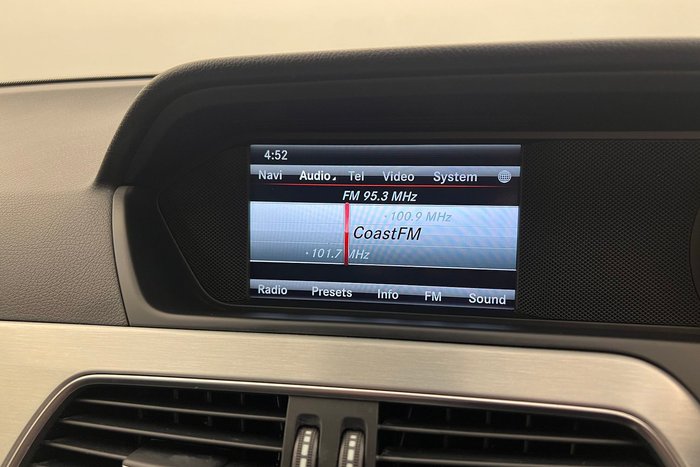 4:52
Navi Audio Tel Video System
FM 95.3 MHz
100.9 MHz
CoastFM
101.7 MHz
Radio Presets Info FM Sound